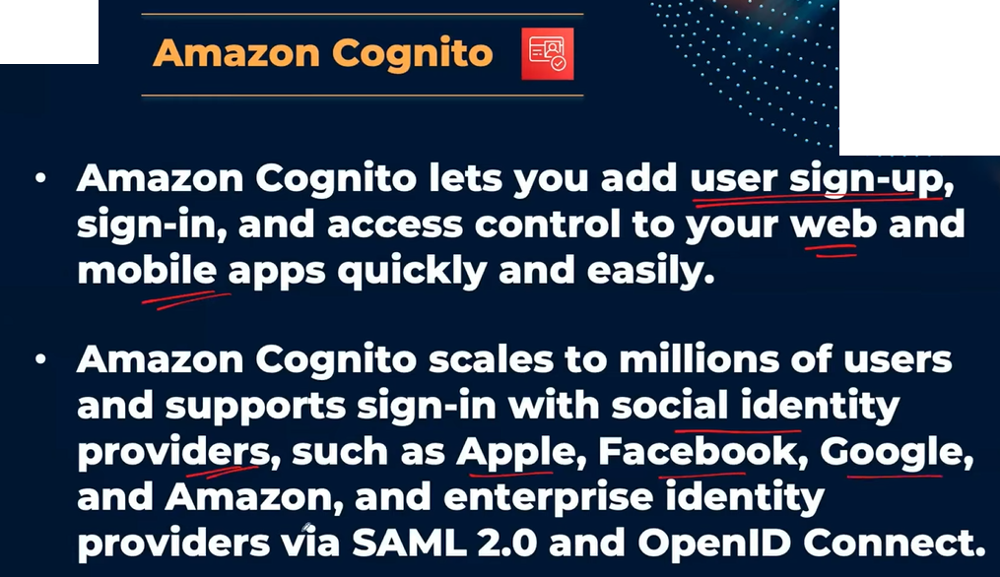 Amazon Cognito
• Amazon Cognito lets you add user sign-up,
sign-in, and access control to your web and
mobile apps quickly and easily.
• Amazon Cognito scales to millions of users
and supports sign-in with social identity
providers, such as Apple, Facebook, Google,
and Amazon, and enterprise identity
providers via SAML 2.0 and OpenID Connect.